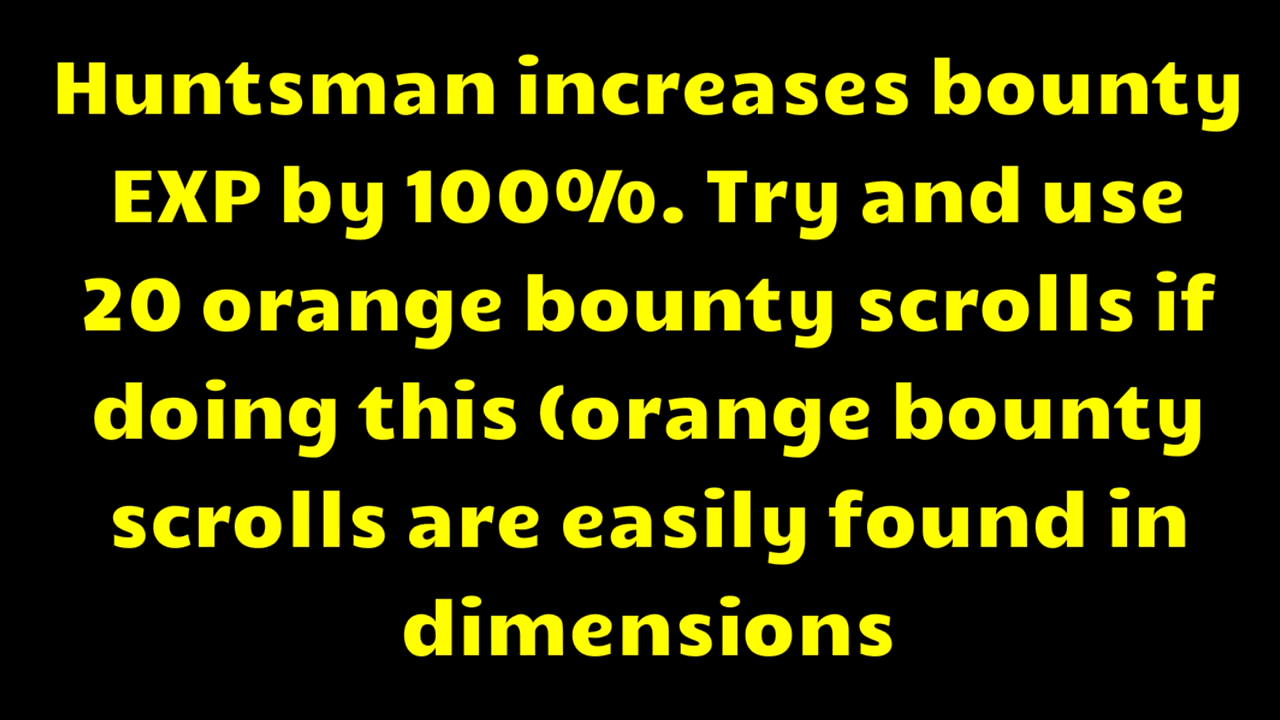 Huntsman increases bounty
EXP by 100%. Try and use
20 orange bounty scrolls if
doing this (orange bounty
scrolls are easily found in
dimensions